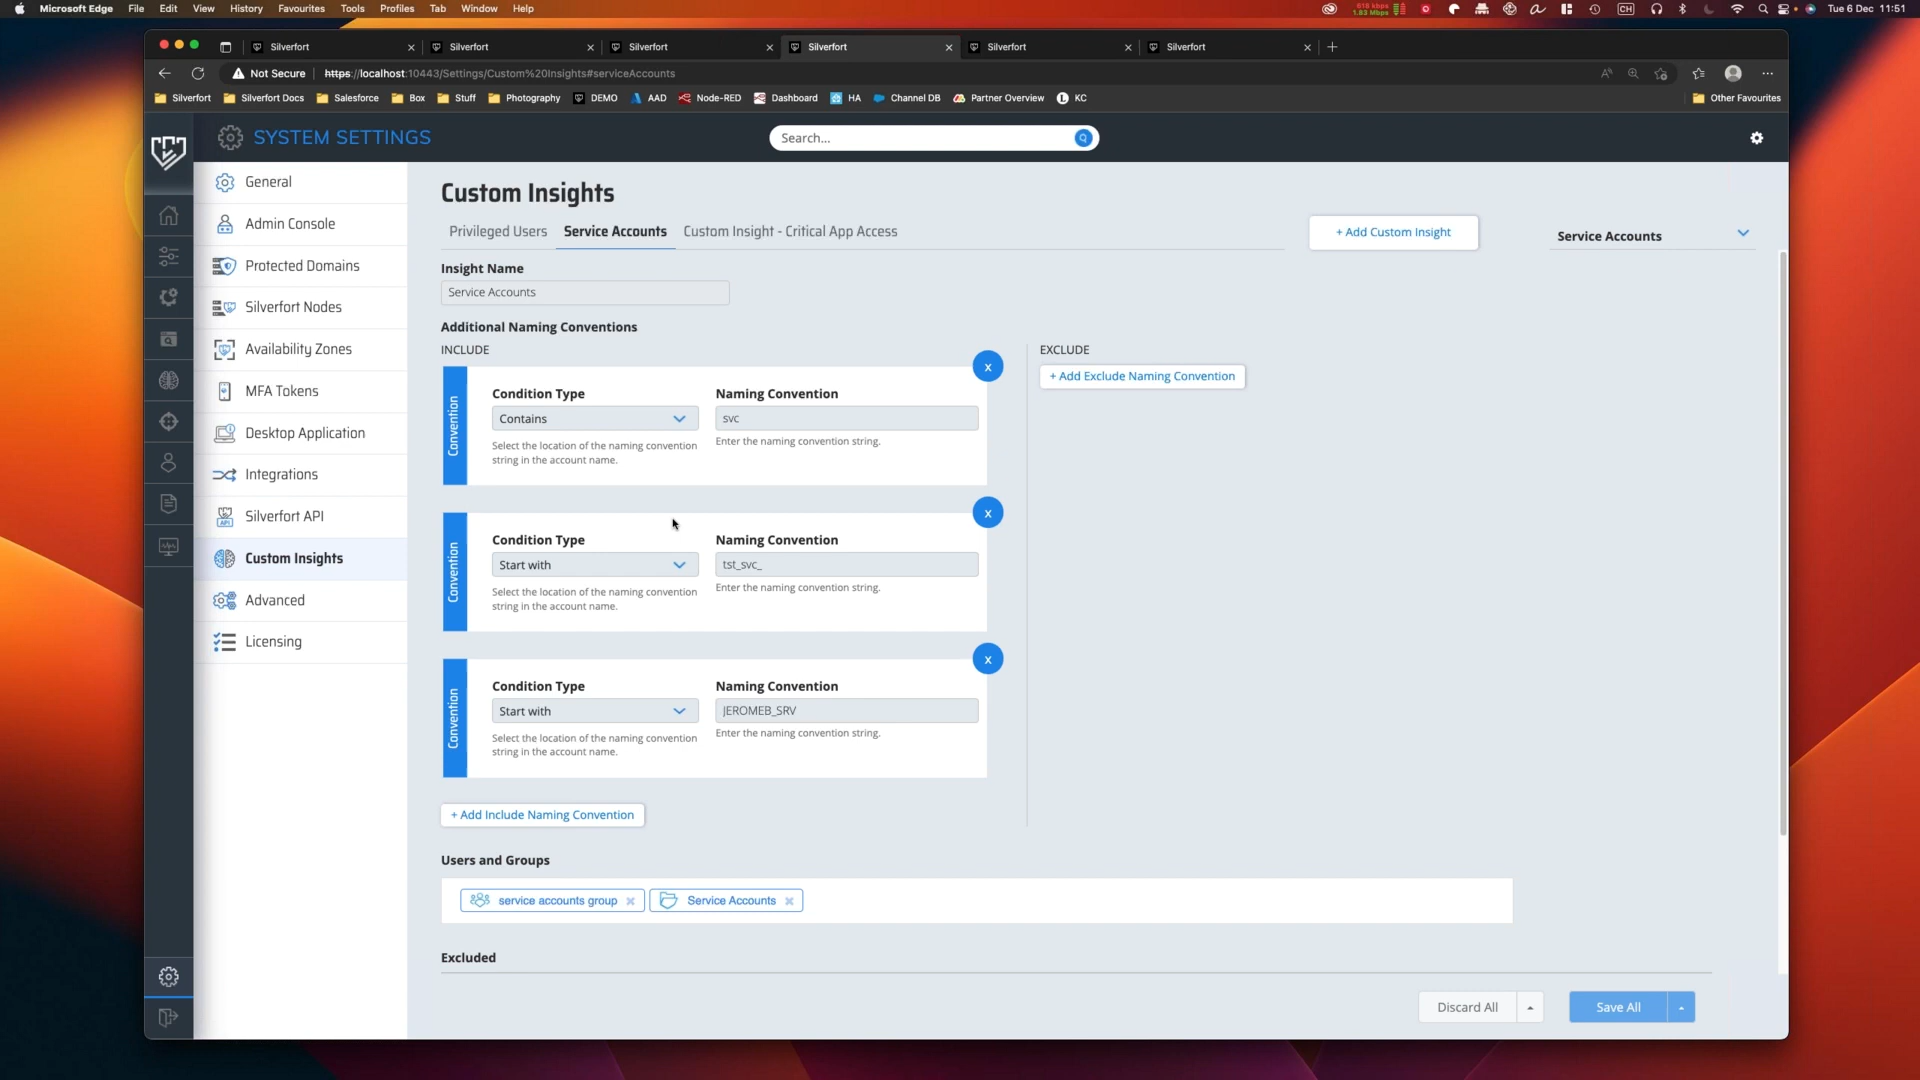 Microsoft Edge File Edit View History Favourites Tools Profiles Tab Window Help
CH Tue 6 Dec 11:51
Silverfort Silverfort Silverfort Silverfort Silverfort Silverfort
Not Secure https://localhost:10443/Settings/Custom%20Insights#serviceAccounts
Silverfort Silverfort Docs Salesforce Box Stuff Photography DEMO AAD Node-RED Dashboard HA Channel DB Partner Overview KC Other Favourites
SYSTEM SETTINGS
Search...
General
Admin Console
Protected Domains
Silverfort Nodes
Availability Zones
MFA Tokens
Desktop Application
Integrations
Silverfort API
Custom Insights
Advanced
Licensing
Custom Insights
Privileged Users Service Accounts Custom Insight - Critical App Access
+ Add Custom Insight
Service Accounts
Insight Name
Service Accounts
Additional Naming Conventions
INCLUDE
EXCLUDE
+ Add Exclude Naming Convention
Convention
Condition Type Naming Convention
Contains svc
Select the location of the naming convention string in the account name.
Enter the naming convention string.
x
Convention
Condition Type Naming Convention
Start with tst_svc_
Select the location of the naming convention string in the account name.
Enter the naming convention string.
x
Convention
Condition Type Naming Convention
Start with JEROMEB_SRV
Select the location of the naming convention string in the account name.
Enter the naming convention string.
x
+ Add Include Naming Convention
Users and Groups
service accounts group Service Accounts
Excluded
Discard All Save All